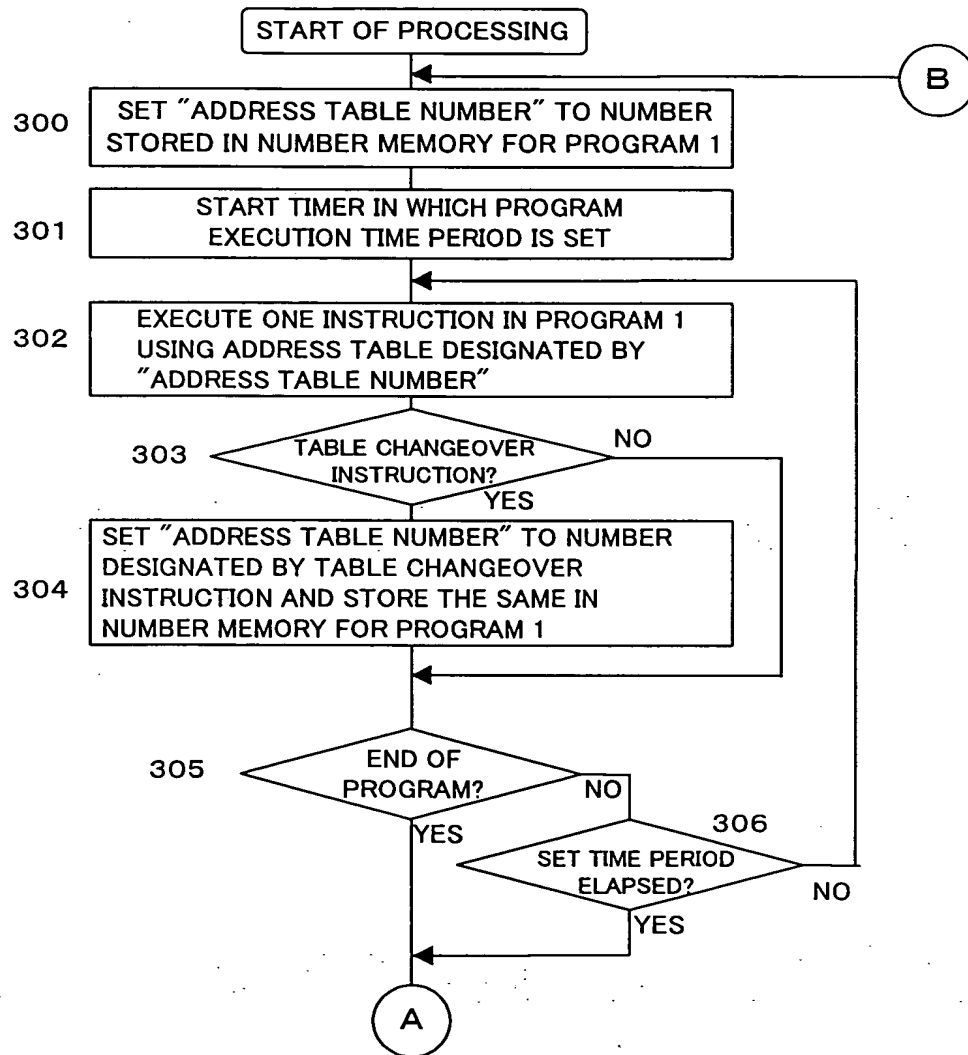 START OF PROCESSING
B
300
SET "ADDRESS TABLE NUMBER" TO NUMBER
STORED IN NUMBER MEMORY FOR PROGRAM 1
301
START TIMER IN WHICH PROGRAM
EXECUTION TIME PERIOD IS SET
302
EXECUTE ONE INSTRUCTION IN PROGRAM 1
USING ADDRESS TABLE DESIGNATED BY
"ADDRESS TABLE NUMBER"
303
TABLE CHANGEOVER
INSTRUCTION?
NO
YES
304
SET "ADDRESS TABLE NUMBER" TO NUMBER
DESIGNATED BY TABLE CHANGEOVER
INSTRUCTION AND STORE THE SAME IN
NUMBER MEMORY FOR PROGRAM 1
305
END OF
PROGRAM?
NO
YES
306
SET TIME PERIOD
ELAPSED?
NO
YES
A